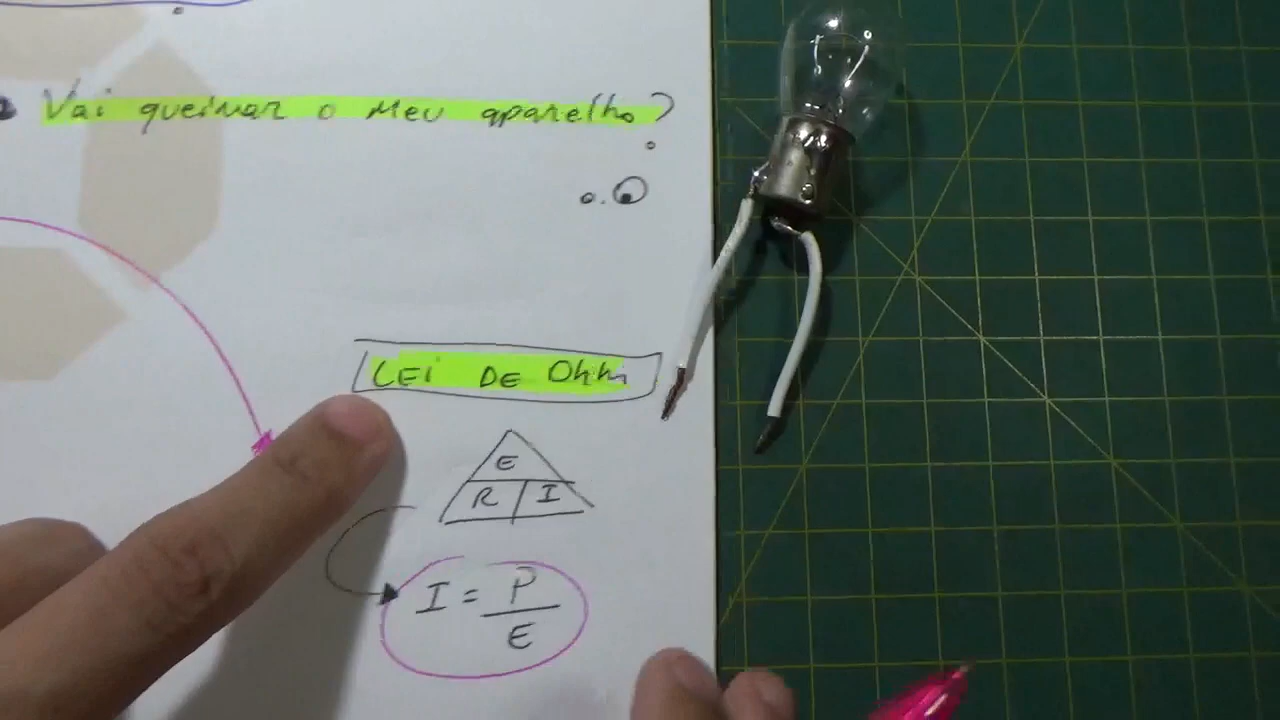 Vai queimar o meu aparelho?
LEI DE OHM
E
R I
I = P
E